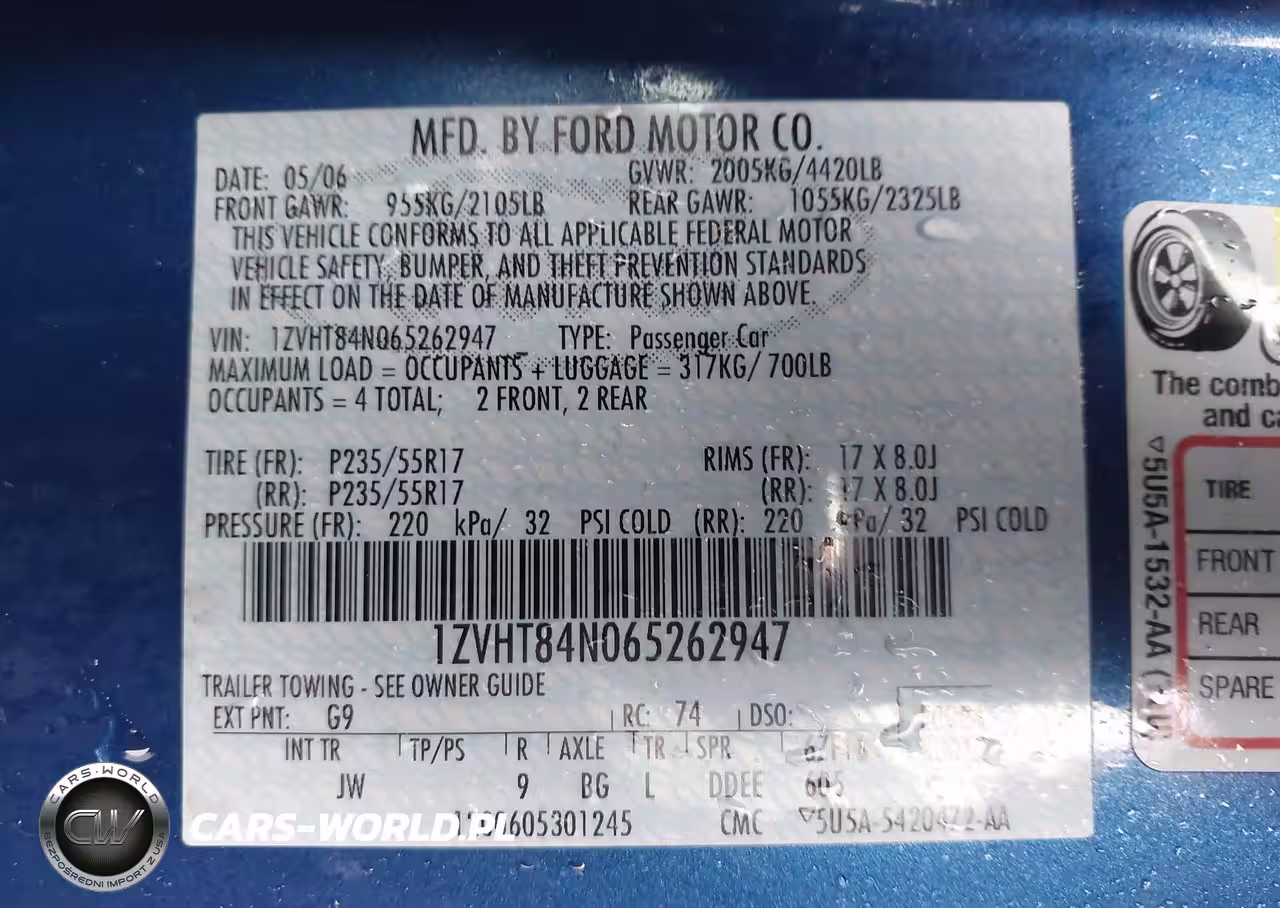 MFD. BY FORD MOTOR CO.
DATE: 05/06 GVWR: 2005KG/4420LB
FRONT GAWR: 955KG/2105LB REAR GAWR: 1055KG/2325LB
THIS VEHICLE CONFORMS TO ALL APPLICABLE FEDERAL MOTOR
VEHICLE SAFETY, BUMPER, AND THEFT PREVENTION STANDARDS
IN EFFECT ON THE DATE OF MANUFACTURE SHOWN ABOVE.
VIN: 1ZVHT84N065262947 TYPE: Passenger Car
MAXIMUM LOAD = OCCUPANTS + LUGGAGE = 317KG/ 700LB
OCCUPANTS = 4 TOTAL; 2 FRONT, 2 REAR
TIRE (FR): P235/55R17 RIMS (FR): 17 X 8.0J
(RR): P235/55R17 (RR): 17 X 8.0J
PRESSURE (FR): 220 kPa/ 32 PSI COLD (RR): 220 kPa/ 32 PSI COLD
1ZVHT84N065262947
TRAILER TOWING - SEE OWNER GUIDE
EXT PNT: G9 RC: 74 DSO:
INT TR TP/PS R AXLE TR SPR
JW 9 BG L DDEE 605
CMC
The comb
and ca
TIRE
FRONT
REAR
SPARE
CARS-WORLD
CW
BEZPOŚREDNI IMPORT Z USA
CARS-WORLD.PL